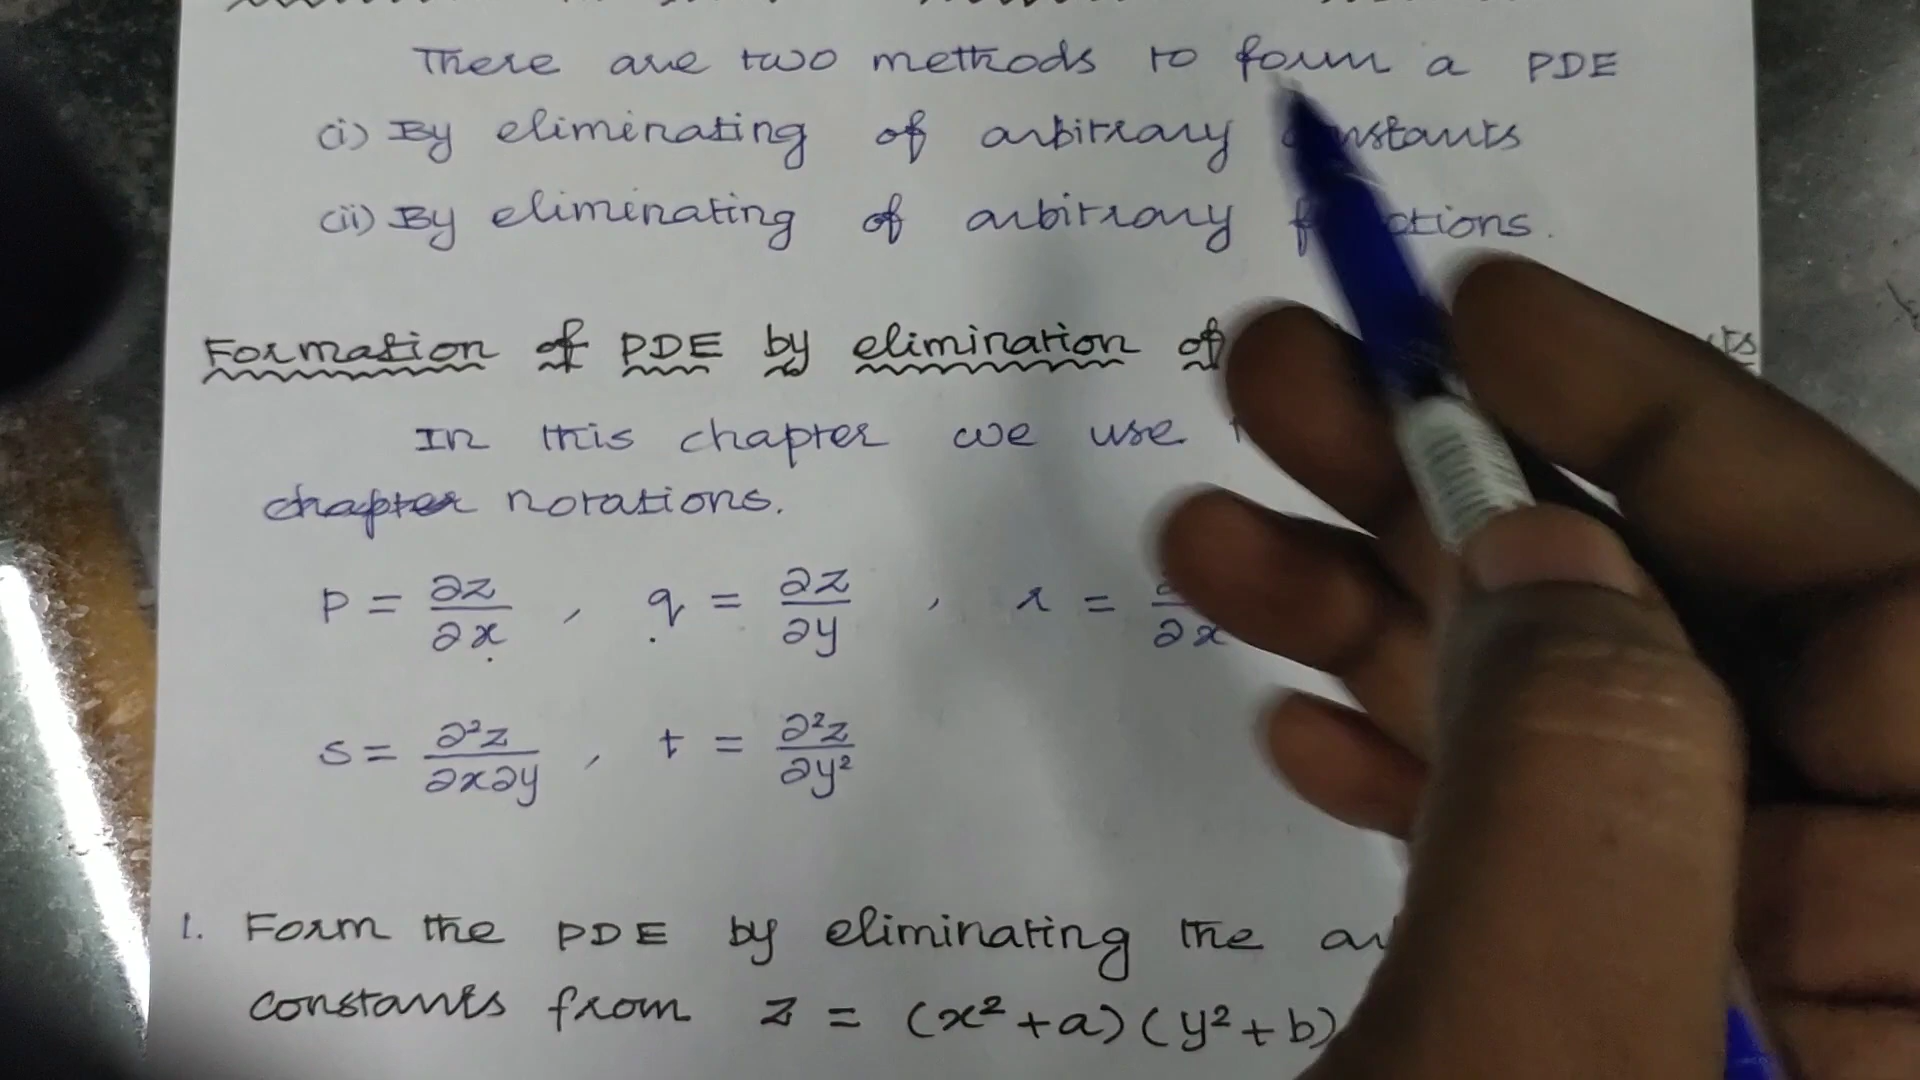 There are two methods to form a PDE
(i) By eliminating of arbitrary constants
(ii) By eliminating of arbitrary functions.
Formation of PDE by elimination of
In this chapter we use
chapter notations.
p = ∂z/∂x , q = ∂z/∂y , r =
s = ∂²z/∂x∂y , t = ∂²z/∂y²
1. Form the PDE by eliminating the
constants from z = (x²+a)(y²+b)